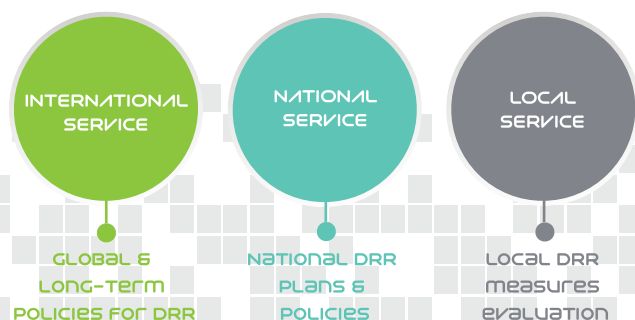 INTERNATIONAL
SERVICE
NATIONAL
SERVICE
LOCAL
SERVICE
GLOBAL &
LONG-TERM
POLICIES FOR DRR
NATIONAL DRR
PLANS &
POLICIES
LOCAL DRR
MEASURES
EVALUATION